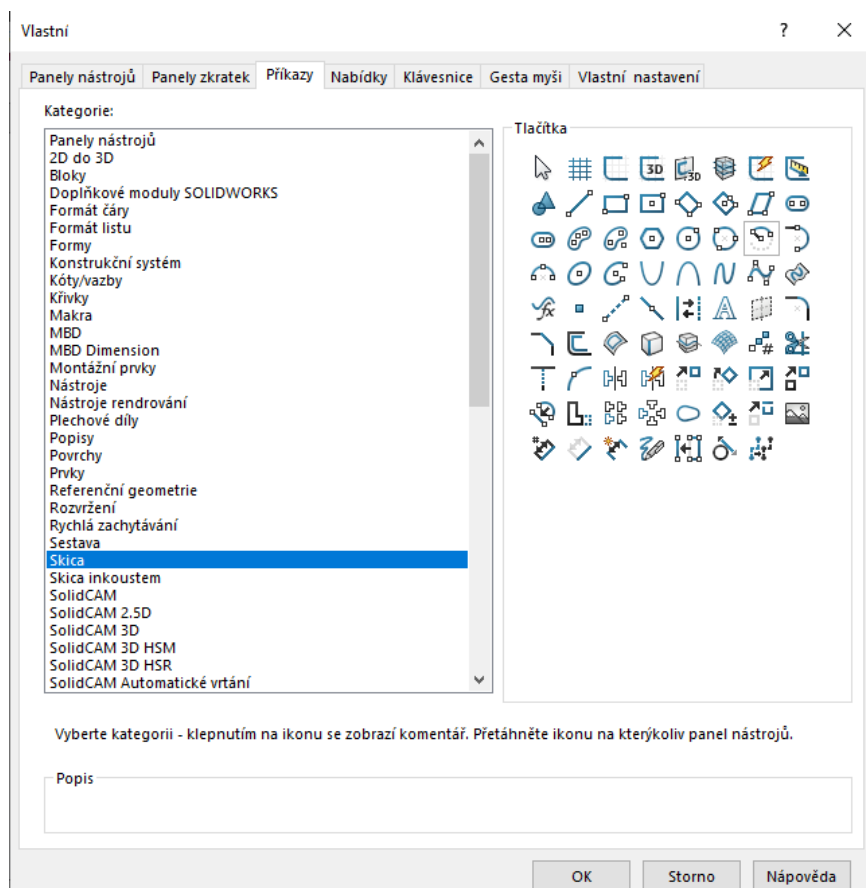 Vlastní
?
Panely nástrojů
Panely zkratek
Příkazy
Nabídky
Klávesnice
Gesta myši
Vlastní nastavení
Kategorie:
Panely nástrojů
2D do 3D
Bloky
Doplňkové moduly SOLIDWORKS
Formát čáry
Formát listu
Formy
Konstrukční systém
Kóty/vazby
Křivky
Makra
MBD
MBD Dimension
Montážní prvky
Nástroje
Nástroje rendrování
Plechové díly
Popisy
Povrchy
Prvky
Referenční geometrie
Rozvržení
Rychlá zachytávání
Sestava
Skica
Skica inkoustem
SolidCAM
SolidCAM 2.5D
SolidCAM 3D
SolidCAM 3D HSM
SolidCAM 3D HSR
SolidCAM Automatické vrtání
Tlačítka
3D
3D
fx
A
#
#
Vyberte kategorii - klepnutím na ikonu se zobrazí komentář. Přetáhněte ikonu na kterýkoliv panel nástrojů.
Popis
OK
Storno
Nápověda